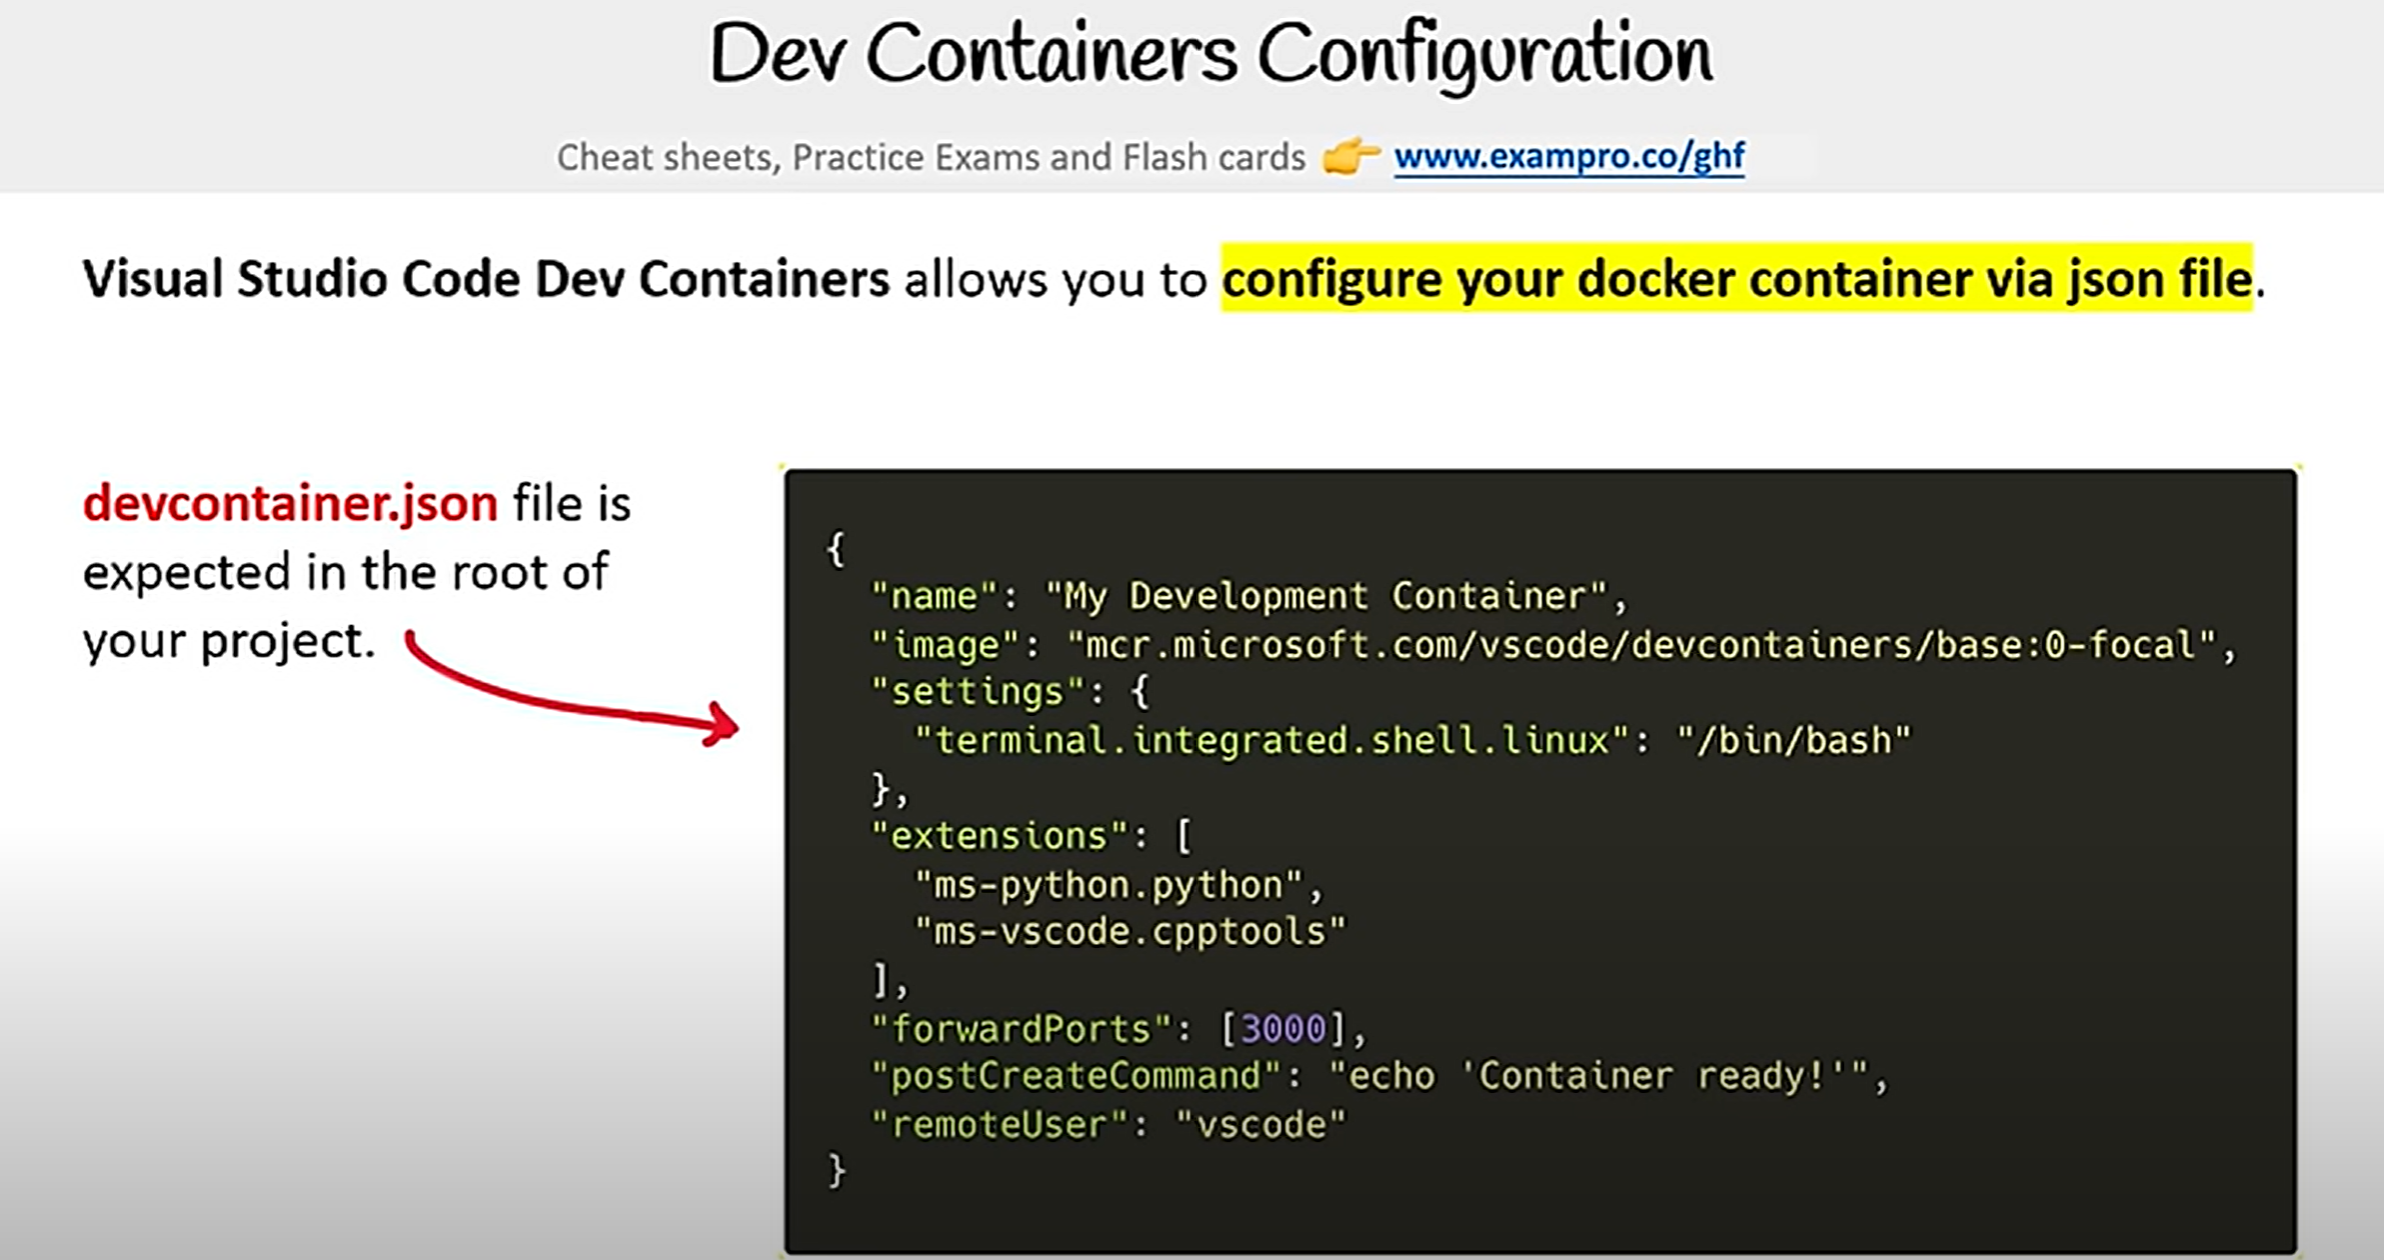 Dev Containers Configuration
Cheat sheets, Practice Exams and Flash cards 👉 www.exampro.co/ghf
Visual Studio Code Dev Containers allows you to configure your docker container via json file.
devcontainer.json file is
expected in the root of
your project.
{
  "name": "My Development Container",
  "image": "mcr.microsoft.com/vscode/devcontainers/base:0-focal",
  "settings": {
    "terminal.integrated.shell.linux": "/bin/bash"
  },
  "extensions": [
    "ms-python.python",
    "ms-vscode.cpptools"
  ],
  "forwardPorts": [3000],
  "postCreateCommand": "echo 'Container ready!'",
  "remoteUser": "vscode"
}